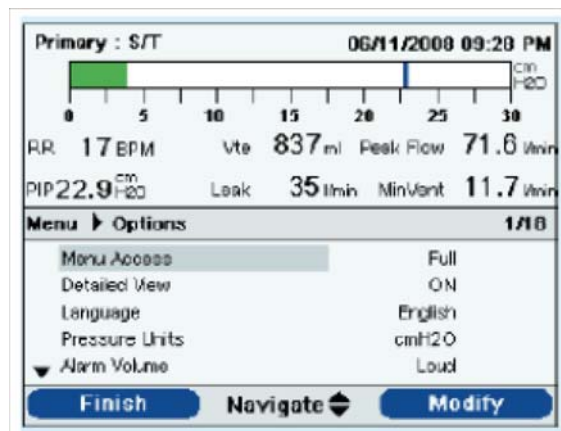 Primary : S/T 06/11/2008 09:28 PM
cm
H2O
0 5 10 15 20 25 30
RR 17 BPM Vte 837 ml Peak Flow 71.6 l/min
PIP 22.9 cm H2O Leak 35 l/min MinVent 11.7 l/min
Menu Options 1/18
Menu Access Full
Detailed View ON
Language English
Pressure Units cmH2O
Alarm Volume Loud
Finish Navigate Modify